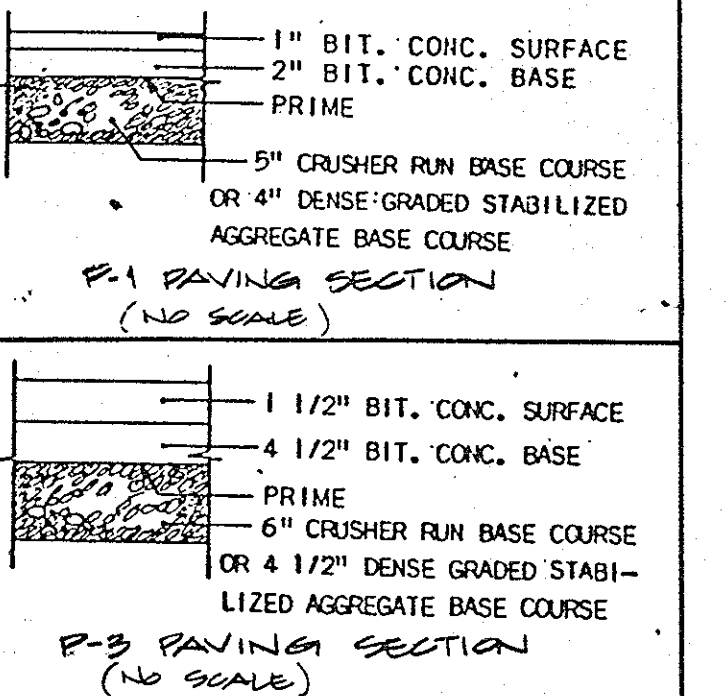 1" BIT. CONC. SURFACE
2" BIT. CONC. BASE
PRIME
5" CRUSHER RUN BASE COURSE
OR 4" DENSE GRADED STABILIZED
AGGREGATE BASE COURSE
P-1 PAVING SECTION
(NO SCALE)
1 1/2" BIT. CONC. SURFACE
4 1/2" BIT. CONC. BASE
PRIME
6" CRUSHER RUN BASE COURSE
OR 4 1/2" DENSE GRADED STABI-
LIZED AGGREGATE BASE COURSE
P-3 PAVING SECTION
(NO SCALE)